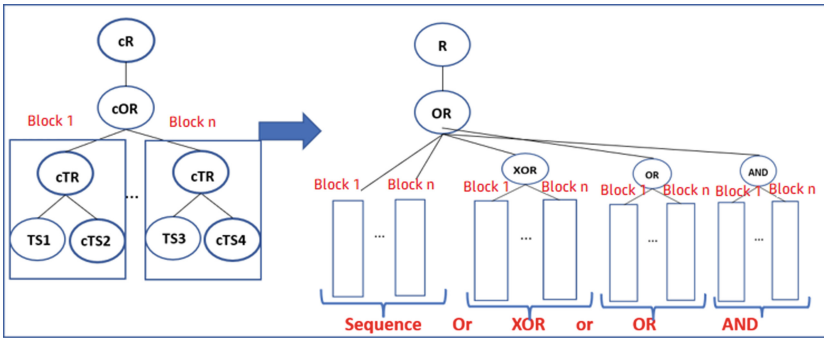 cR
cOR
Block 1
Block n
cTR
...
cTR
TS1
cTS2
TS3
cTS4
R
OR
XOR
OR
AND
Block 1
Block n
Block 1
Block n
Block 1
Block n
Block 1
Block n
...
...
...
...
Sequence Or XOR or OR AND